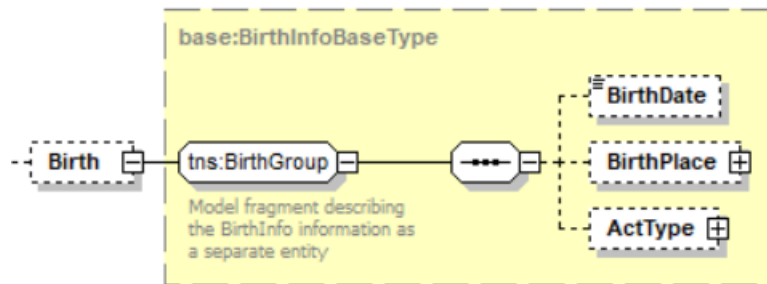 base:BirthInfoBaseType
BirthDate
Birth
tns:BirthGroup
BirthPlace
Model fragment describing
the BirthInfo information as
a separate entity
ActType